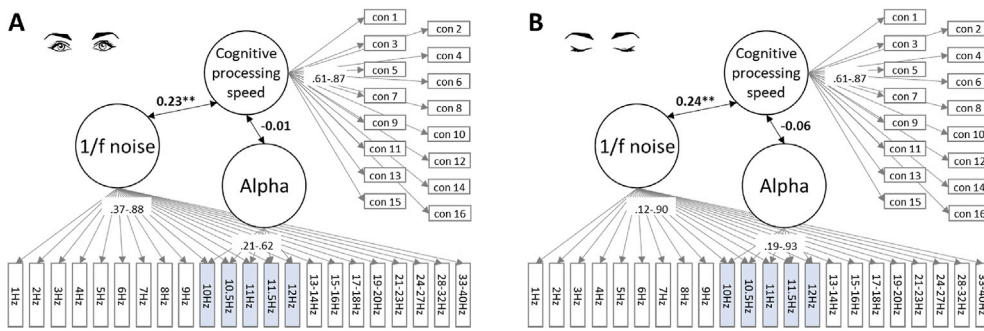 A
Cognitive
processing
speed
1/f noise
Alpha
0.23**
-0.01
.61-.87
.37-.88
.21-.62
con 1
con 2
con 3
con 4
con 5
con 6
con 7
con 8
con 9
con 10
con 11
con 12
con 13
con 14
con 15
con 16
1Hz
2Hz
3Hz
4Hz
5Hz
6Hz
7Hz
8Hz
9Hz
10Hz
10.5Hz
11Hz
11.5Hz
12Hz
13-14Hz
15-16Hz
17-18Hz
19-20Hz
21-23Hz
24-27Hz
28-32Hz
33-40Hz
B
Cognitive
processing
speed
1/f noise
Alpha
0.24**
-0.06
.61-.87
.12-.90
.19-.93
con 1
con 2
con 3
con 4
con 5
con 6
con 7
con 8
con 9
con 10
con 11
con 12
con 13
con 14
con 15
con 16
1Hz
2Hz
3Hz
4Hz
5Hz
6Hz
7Hz
8Hz
9Hz
10Hz
10.5Hz
11Hz
11.5Hz
12Hz
13-14Hz
15-16Hz
17-18Hz
19-20Hz
21-23Hz
24-27Hz
28-32Hz
33-40Hz